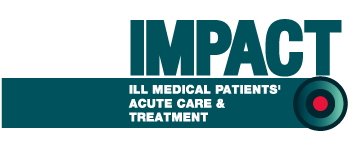 IMPACT
ILL MEDICAL PATIENTS'
ACUTE CARE &
TREATMENT